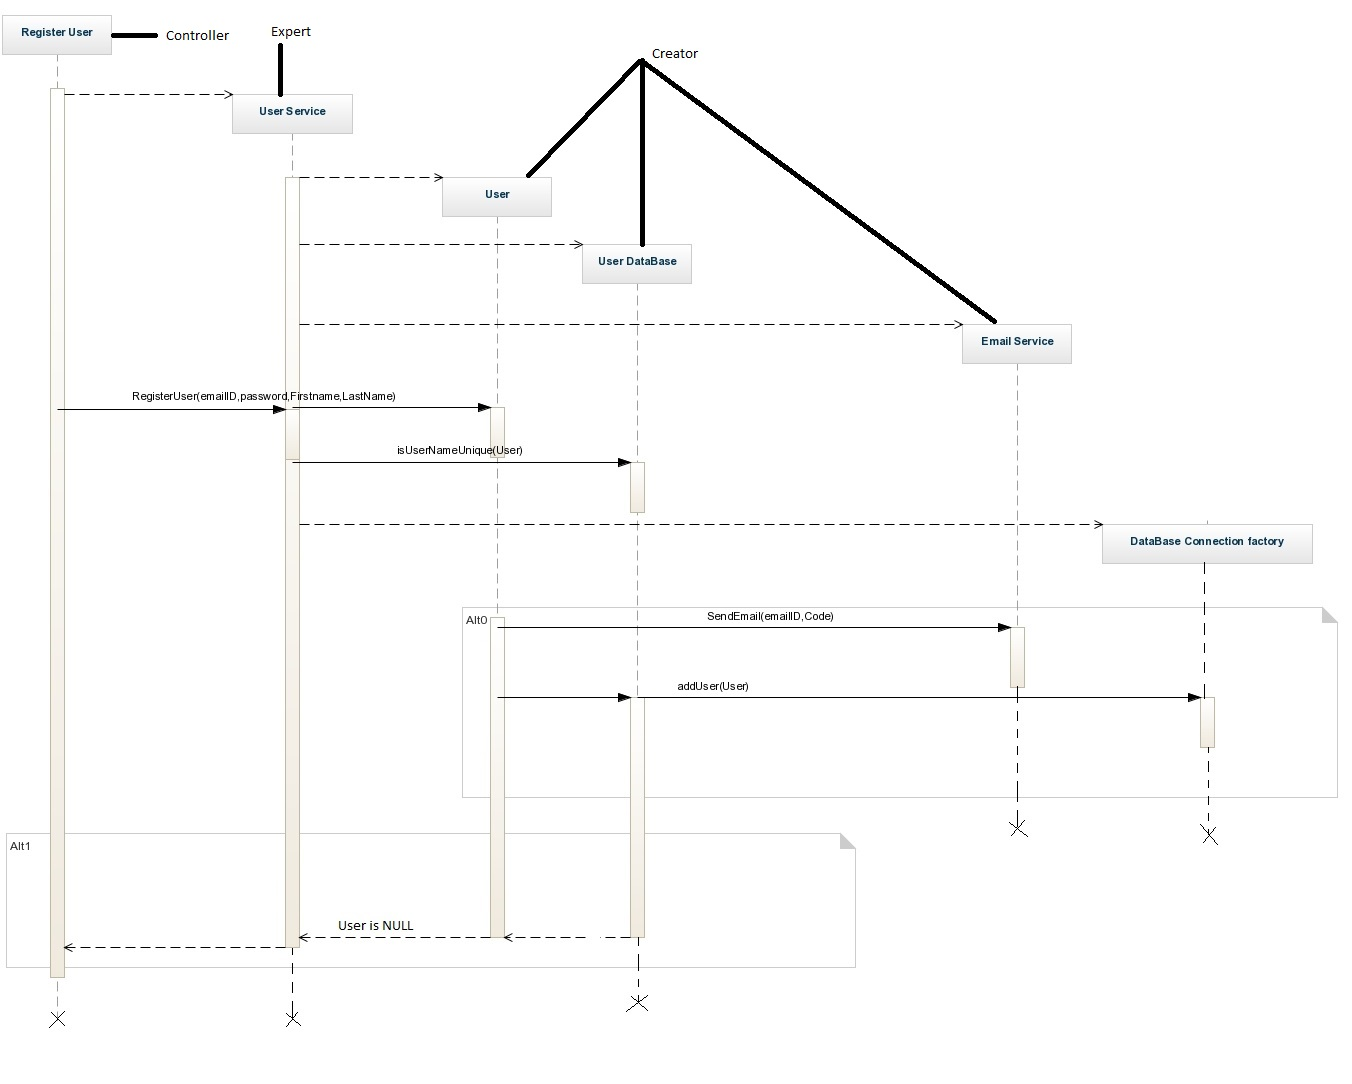 Register User
Controller
Expert
Creator
User Service
User
User DataBase
Email Service
RegisterUser(emailID,password,Firstname,LastName)
isUserNameUnique(User)
DataBase Connection factory
Alt0
SendEmail(emailID,Code)
addUser(User)
Alt1
User is NULL